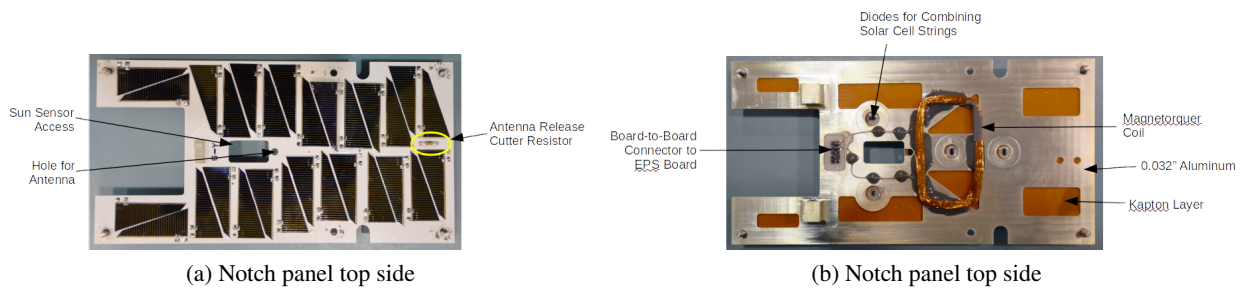 Sun Sensor
Access
Hole for
Antenna
Antenna Release
Cutter Resistor
(a) Notch panel top side
Diodes for Combining
Solar Cell Strings
Board-to-Board
Connector to
EPS Board
Magnetorquer
Coil
0.032” Aluminum
Kapton Layer
(b) Notch panel top side